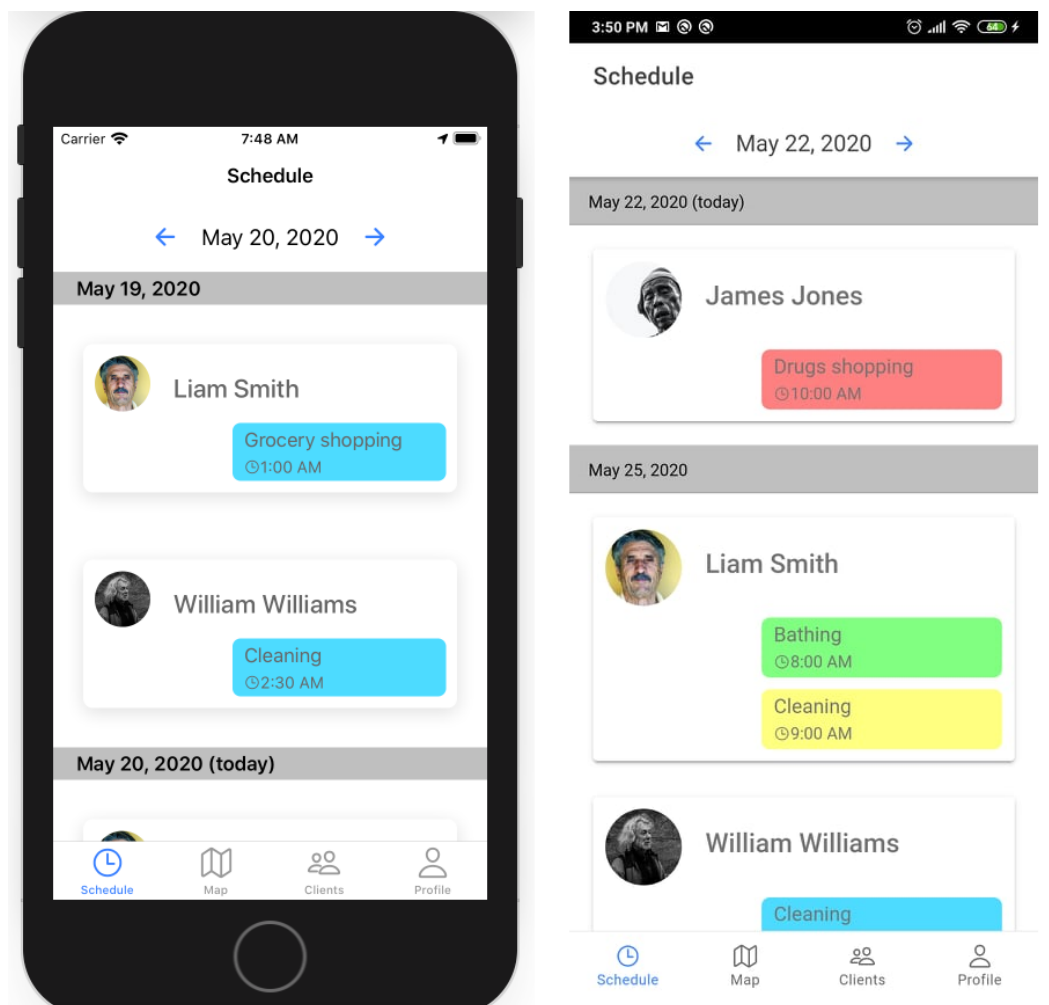 Carrier 7:48 AM
Schedule
May 20, 2020
May 19, 2020
Liam Smith
Grocery shopping
1:00 AM
William Williams
Cleaning
2:30 AM
May 20, 2020 (today)
Schedule Map Clients Profile
3:50 PM 64
Schedule
May 22, 2020
May 22, 2020 (today)
James Jones
Drugs shopping
10:00 AM
May 25, 2020
Liam Smith
Bathing
8:00 AM
Cleaning
9:00 AM
William Williams
Cleaning
Schedule Map Clients Profile